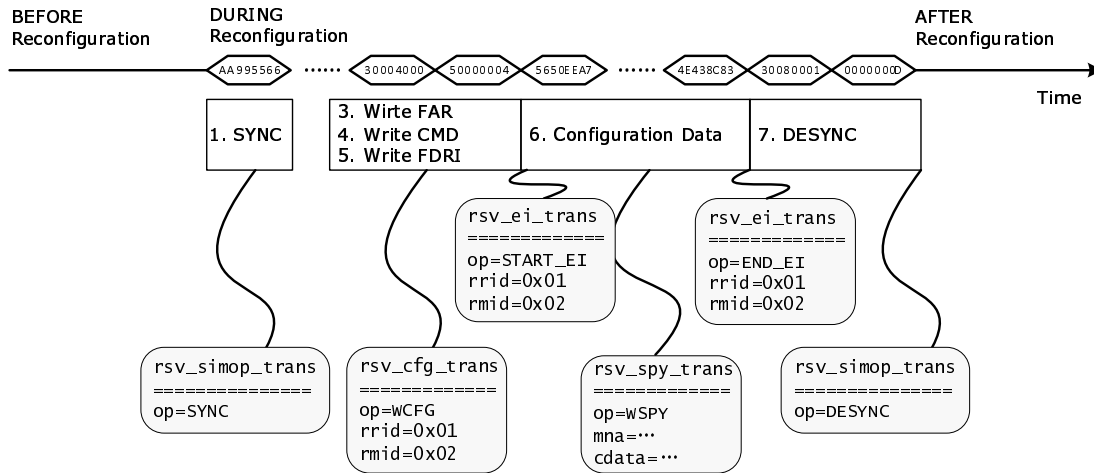 BEFORE
Reconfiguration
DURING
Reconfiguration
AFTER
Reconfiguration
AA995566
······
30004000
50000004
5650EEA7
······
4E438C83
30080001
0000000D
Time
1. SYNC
3. Wirte FAR
4. Write CMD
5. Write FDRI
6. Configuration Data
7. DESYNC
rsv_ei_trans
=============
op=START_EI
rrid=0x01
rmid=0x02
rsv_ei_trans
=============
op=END_EI
rrid=0x01
rmid=0x02
rsv_simop_trans
===============
op=SYNC
rsv_cfg_trans
=============
op=WCFG
rrid=0x01
rmid=0x02
rsv_spy_trans
=============
op=WSPY
mna=···
cdata=···
rsv_simop_trans
===============
op=DESYNC